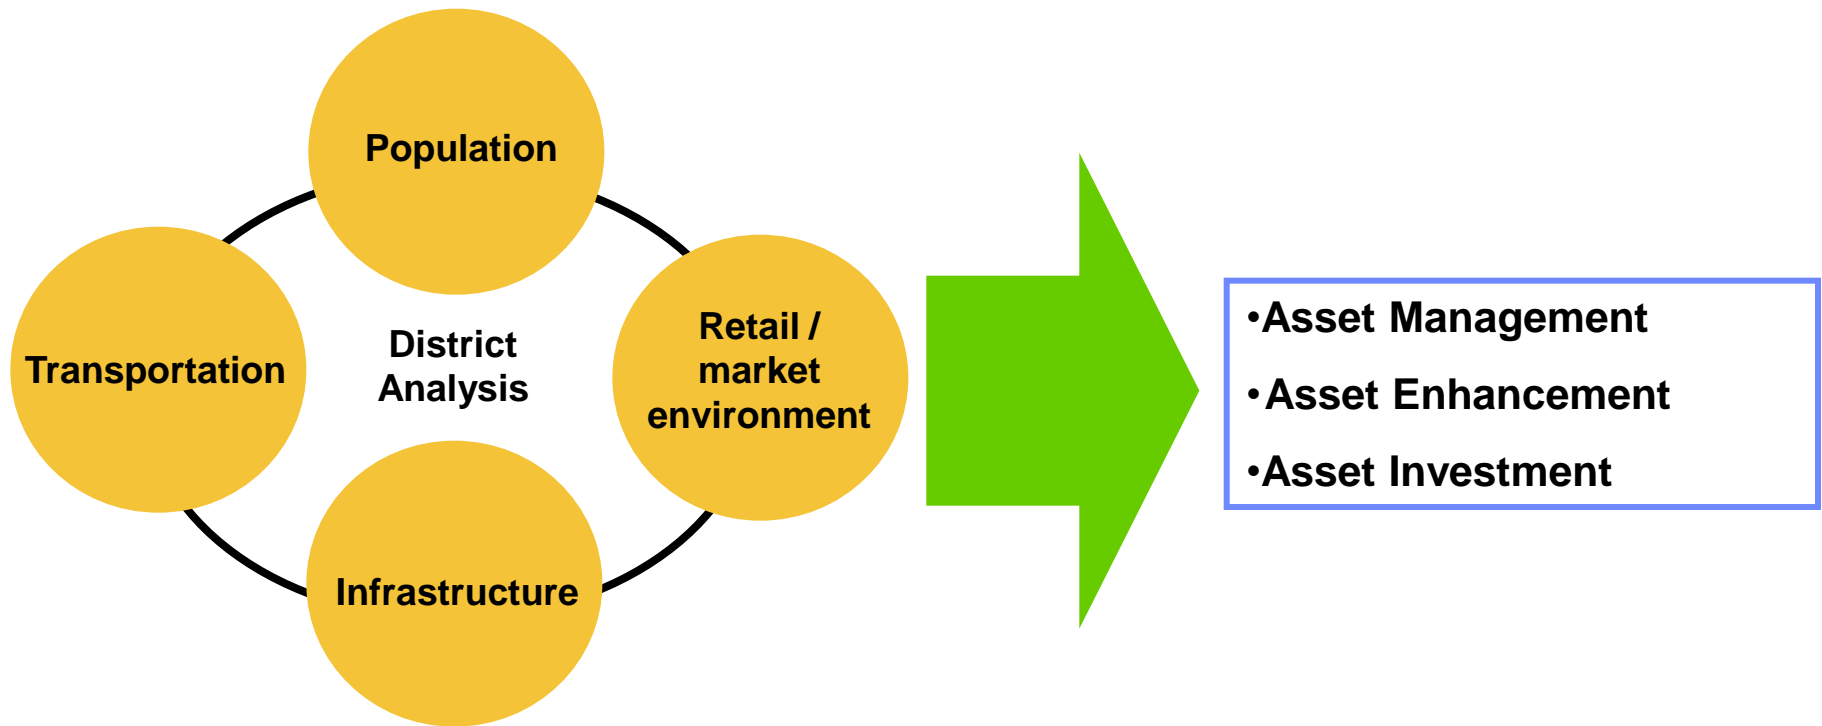 Population
Transportation
District
Analysis
Retail /
market
environment
Infrastructure
•Asset Management
•Asset Enhancement
•Asset Investment